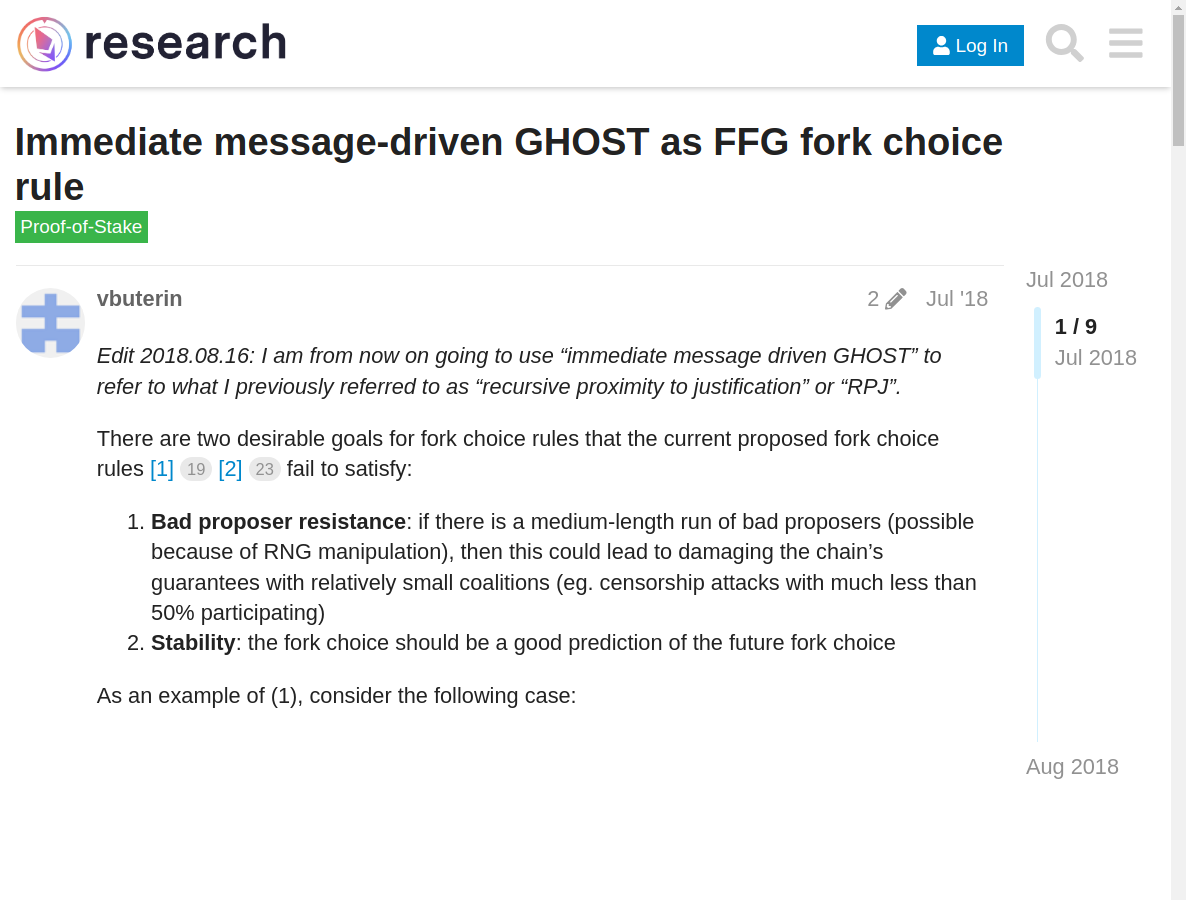 research
Log In
Immediate message-driven GHOST as FFG fork choice
rule
Proof-of-Stake
vbuterin
2 Jul '18
Edit 2018.08.16: I am from now on going to use “immediate message driven GHOST” to
refer to what I previously referred to as “recursive proximity to justification” or “RPJ”.
There are two desirable goals for fork choice rules that the current proposed fork choice
rules [1] 19 [2] 23 fail to satisfy:
1. Bad proposer resistance: if there is a medium-length run of bad proposers (possible
because of RNG manipulation), then this could lead to damaging the chain’s
guarantees with relatively small coalitions (eg. censorship attacks with much less than
50% participating)
2. Stability: the fork choice should be a good prediction of the future fork choice
As an example of (1), consider the following case:
Jul 2018
1 / 9
Jul 2018
Aug 2018